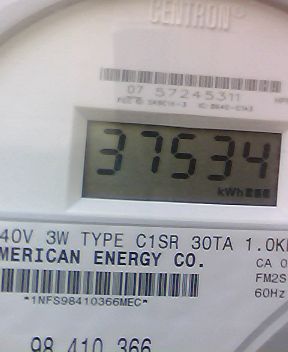 CENTRON®
07 57245311
37534
kWh
40V 3W TYPE C1SR 30TA 1.0K
MERICAN ENERGY CO.
CA 0
FM2S
60Hz
*1NFS98410366MEC*
98 410 366